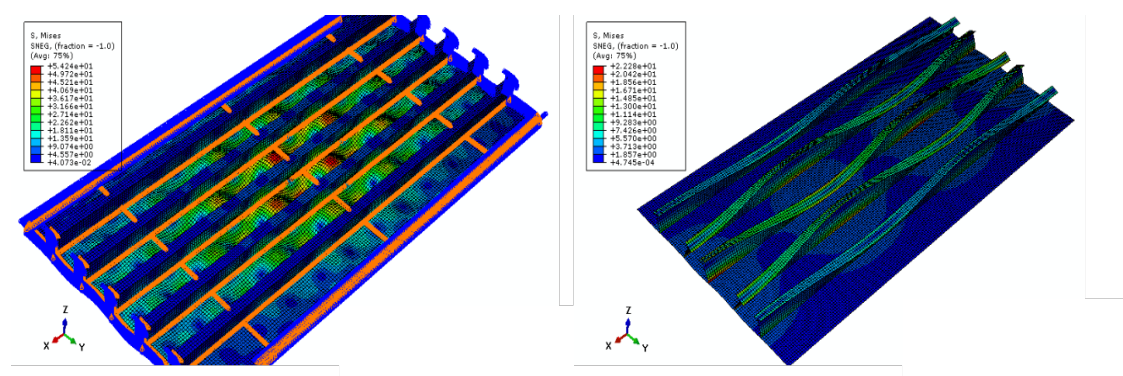 S, Mises
SNEG, (fraction = -1.0)
(Avg: 75%)
+5.424e+01
+4.972e+01
+4.521e+01
+4.069e+01
+3.617e+01
+3.166e+01
+2.714e+01
+2.262e+01
+1.811e+01
+1.359e+01
+9.074e+00
+4.557e+00
+4.073e-02
Z
X
Y
S, Mises
SNEG, (fraction = -1.0)
(Avg: 75%)
+2.228e+01
+2.042e+01
+1.856e+01
+1.671e+01
+1.485e+01
+1.300e+01
+1.114e+01
+9.283e+00
+7.426e+00
+5.570e+00
+3.713e+00
+1.857e+00
+4.745e-04
Z
X
Y